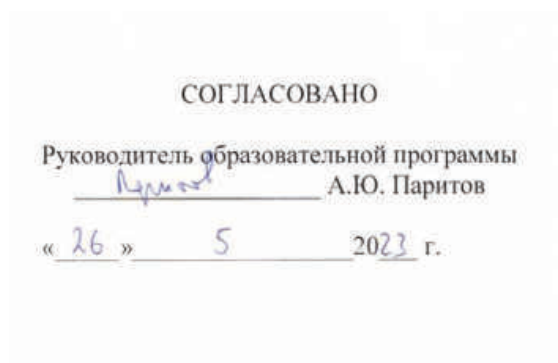 СОГЛАСОВАНО
Руководитель образовательной программы
А.Ю. Паритов
« 26 » 5 2023 г.